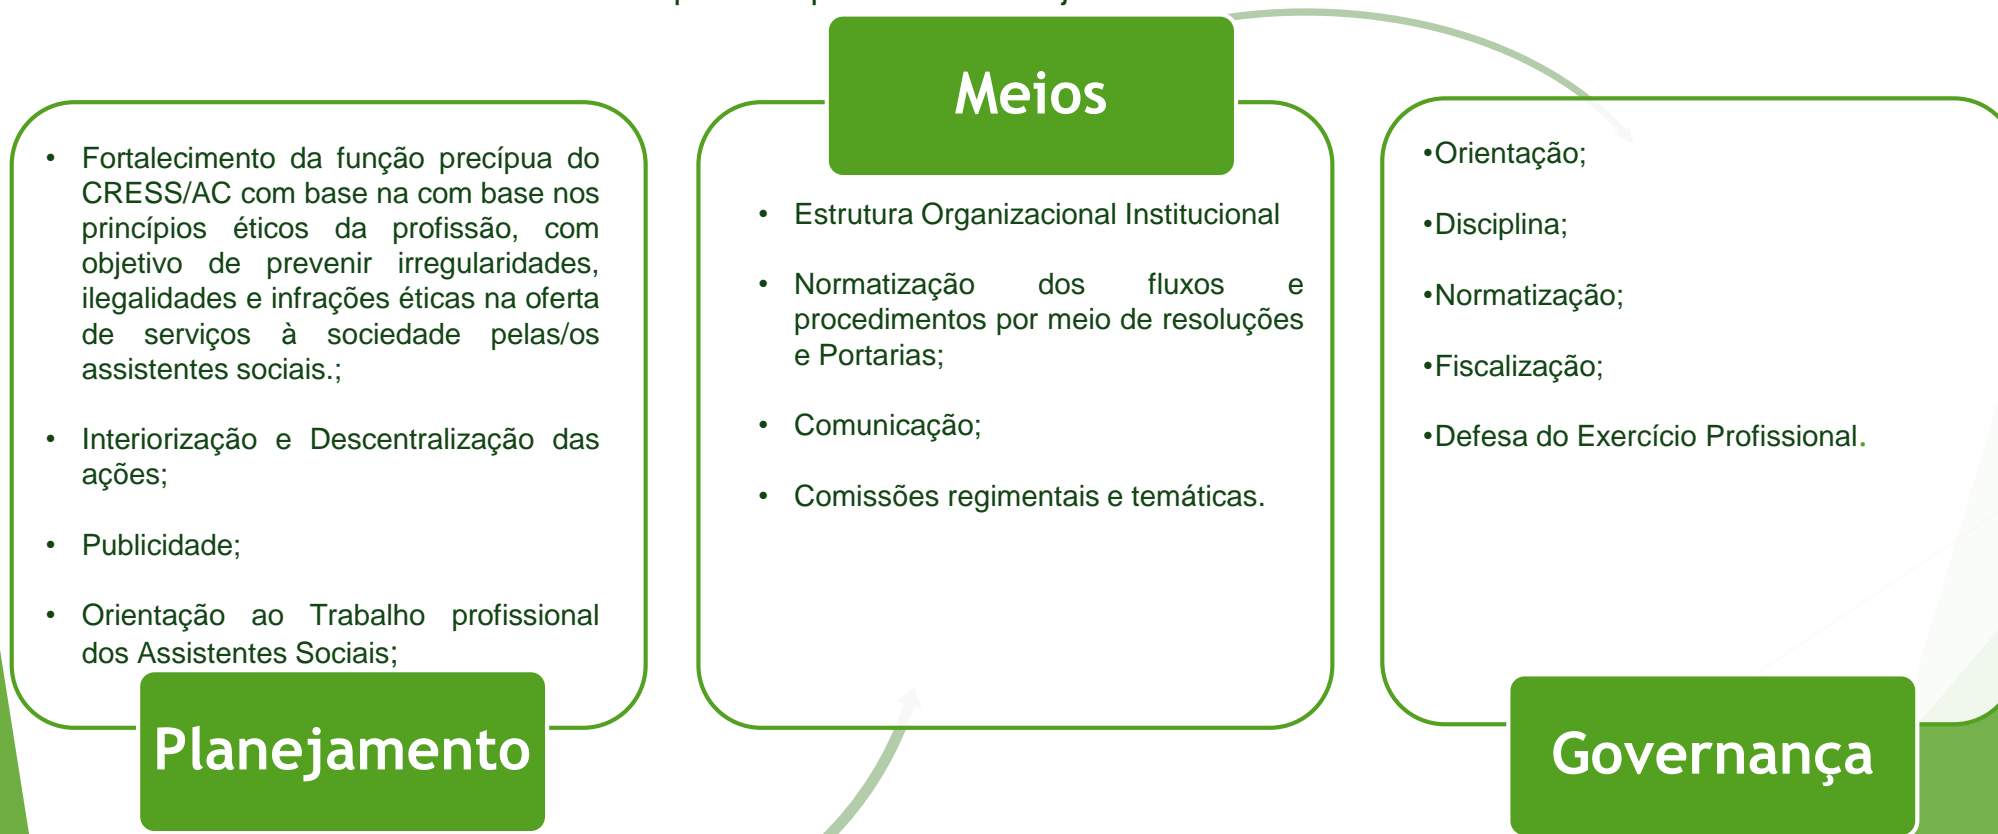 Meios
• Fortalecimento da função precípua do
CRESS/AC com base na com base nos
princípios éticos da profissão, com
objetivo de prevenir irregularidades,
ilegalidades e infrações éticas na oferta
de serviços à sociedade pelas/os
assistentes sociais.;
• Interiorização e Descentralização das
ações;
• Publicidade;
• Orientação ao Trabalho profissional
dos Assistentes Sociais;
Planejamento
• Estrutura Organizacional Institucional
• Normatização dos fluxos e
procedimentos por meio de resoluções
e Portarias;
• Comunicação;
• Comissões regimentais e temáticas.
•Orientação;
•Disciplina;
•Normatização;
•Fiscalização;
•Defesa do Exercício Profissional.
Governança